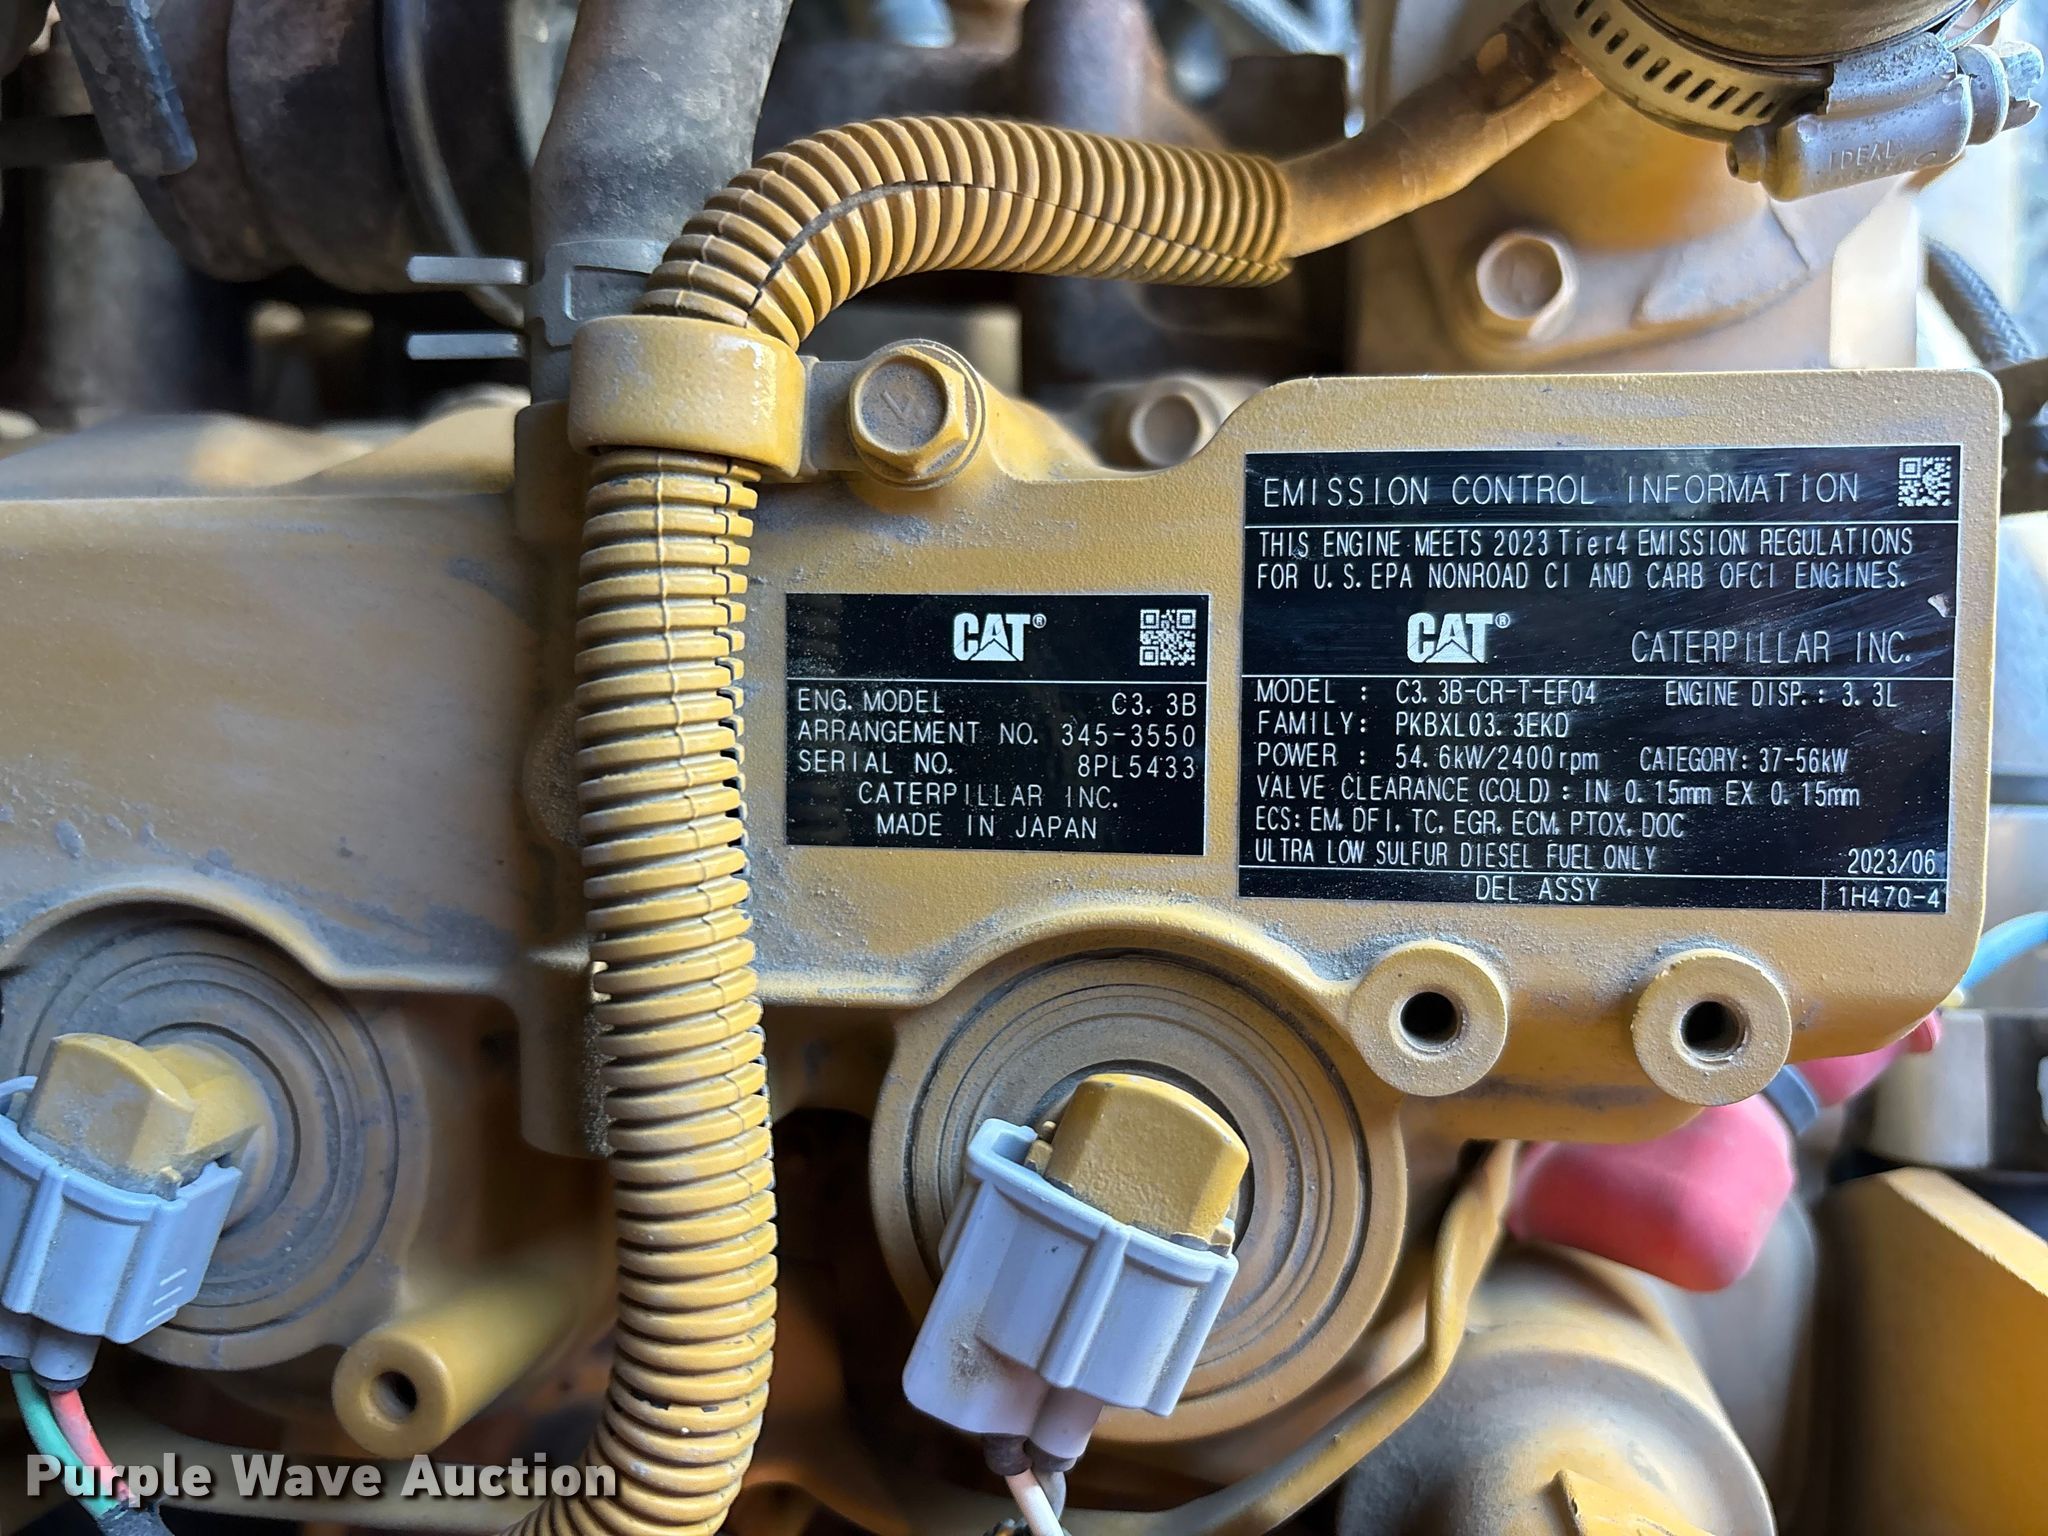 IDEAL
CAT®
ENG. MODEL C3.3B
ARRANGEMENT NO. 345-3550
SERIAL NO. 8PL5433
CATERPILLAR INC.
MADE IN JAPAN
EMISSION CONTROL INFORMATION
THIS ENGINE MEETS 2023 Tier4 EMISSION REGULATIONS
FOR U.S. EPA NONROAD CI AND CARB OFCI ENGINES.
CAT® CATERPILLAR INC.
MODEL : C3.3B-CR-T-EF04 ENGINE DISP. : 3.3L
FAMILY: PKBXL03.3EKD
POWER : 54.6kW/2400rpm CATEGORY: 37-56kW
VALVE CLEARANCE (COLD) : IN 0.15mm EX 0.15mm
ECS: EM, DFI, TC, EGR, ECM, PTOX, DOC
ULTRA LOW SULFUR DIESEL FUEL ONLY 2023/06
DEL ASSY 1H470-4
Purple Wave Auction